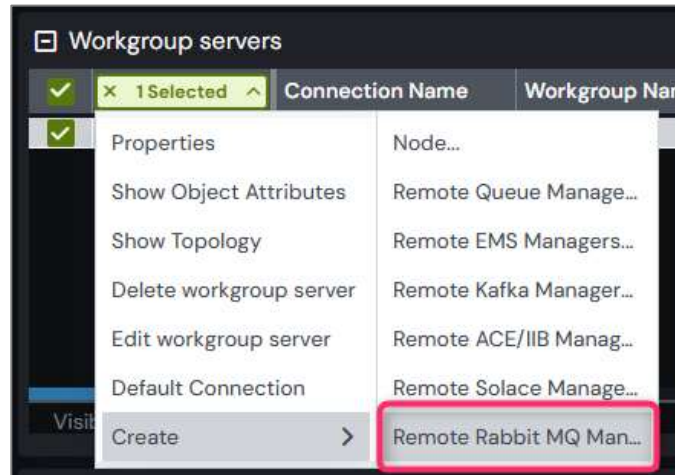 Workgroup servers
× 1 Selected Connection Name Workgroup Nar
Properties
Show Object Attributes
Show Topology
Delete workgroup server
Edit workgroup server
Default Connection
Create
Node...
Remote Queue Manage...
Remote EMS Managers...
Remote Kafka Manager...
Remote ACE/IIB Manag...
Remote Solace Manage...
Remote Rabbit MQ Man...
Visib